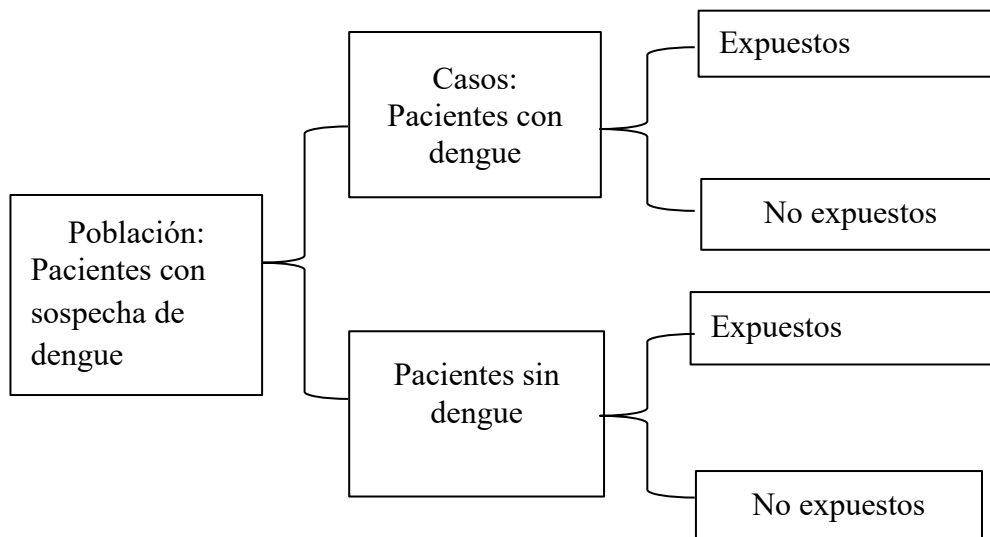 Población:
Pacientes con
sospecha de
dengue
Casos:
Pacientes con
dengue
Expuestos
No expuestos
Pacientes sin
dengue
Expuestos
No expuestos